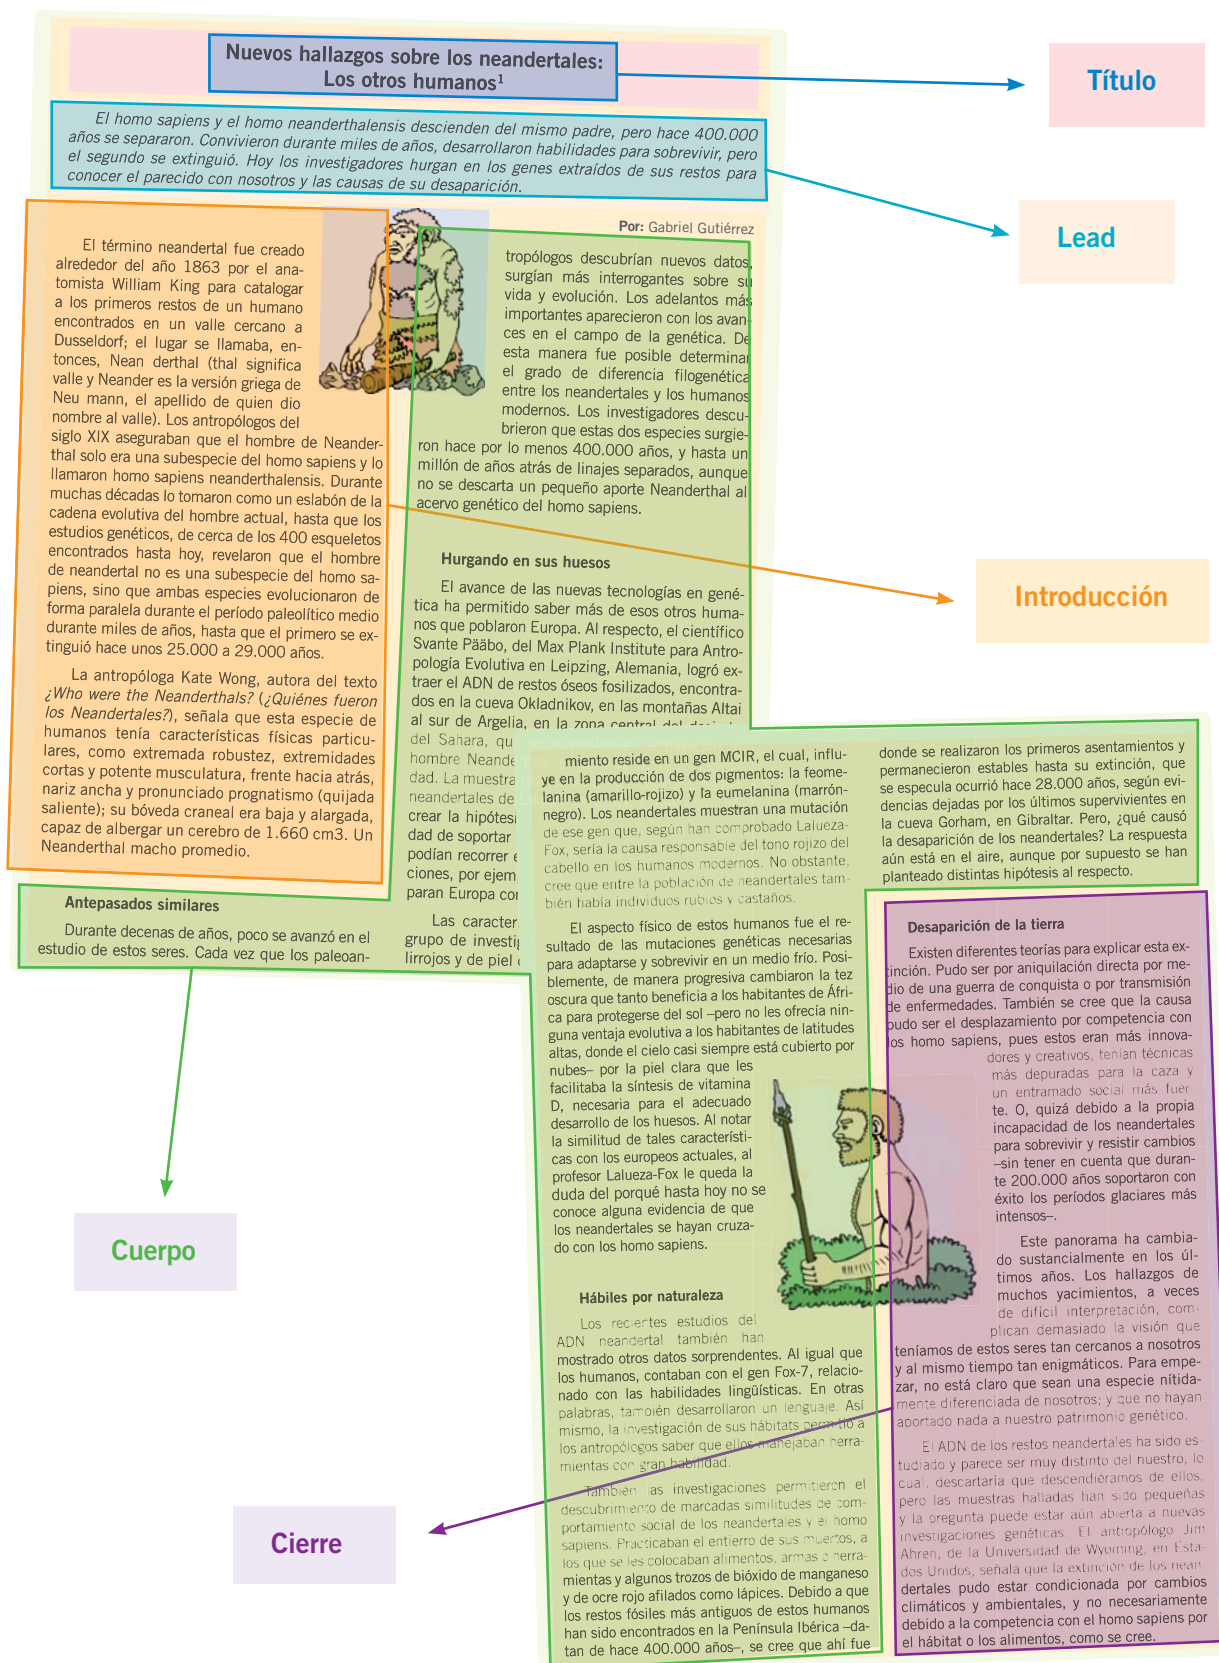 Nuevos hallazgos sobre los neandertales:
Los otros humanos¹
Título
El homo sapiens y el homo neanderthalensis descienden del mismo padre, pero hace 400.000
años se separaron. Convivieron durante miles de años, desarrollaron habilidades para sobrevivir, pero
el segundo se extinguió. Hoy los investigadores hurgan en los genes extraídos de sus restos para
conocer el parecido con nosotros y las causas de su desaparición.
Lead
Por: Gabriel Gutiérrez
El término neandertal fue creado
alrededor del año 1863 por el ana-
tomista William King para catalogar
a los primeros restos de un humano
encontrados en un valle cercano a
Dusseldorf; el lugar se llamaba, en-
tonces, Nean derthal (thal significa
valle y Neander es la versión griega de
Neu mann, el apellido de quien dio
nombre al valle). Los antropólogos del
siglo XIX aseguraban que el hombre de Neander-
thal solo era una subespecie del homo sapiens y lo
llamaron homo sapiens neanderthalensis. Durante
muchas décadas lo tomaron como un eslabón de la
cadena evolutiva del hombre actual, hasta que los
estudios genéticos, de cerca de los 400 esqueletos
encontrados hasta hoy, revelaron que el hombre
de neandertal no es una subespecie del homo sa-
piens, sino que ambas especies evolucionaron de
forma paralela durante el período paleolítico medio
durante miles de años, hasta que el primero se ex-
tinguió hace unos 25.000 a 29.000 años.
La antropóloga Kate Wong, autora del texto
¿Who were the Neanderthals? (¿Quiénes fueron
los Neandertales?), señala que esta especie de
humanos tenía características físicas particu-
lares, como extremada robustez, extremidades
cortas y potente musculatura, frente hacia atrás,
nariz ancha y pronunciado prognatismo (quijada
saliente); su bóveda craneal era baja y alargada,
capaz de albergar un cerebro de 1.660 cm3. Un
Neanderthal macho promedio.
Introducción
Antepasados similares
Durante decenas de años, poco se avanzó en el
estudio de estos seres. Cada vez que los paleoan-
tropólogos descubrían nuevos datos,
surgían más interrogantes sobre su
vida y evolución. Los adelantos más
importantes aparecieron con los avan-
ces en el campo de la genética. De
esta manera fue posible determinar
el grado de diferencia filogenética
entre los neandertales y los humanos
modernos. Los investigadores descu-
brieron que estas dos especies surgie-
ron hace por lo menos 400.000 años, y hasta un
millón de años atrás de linajes separados, aunque
no se descarta un pequeño aporte Neanderthal al
acervo genético del homo sapiens.
Hurgando en sus huesos
El avance de las nuevas tecnologías en gené-
tica ha permitido saber más de esos otros huma-
nos que poblaron Europa. Al respecto, el científico
Svante Pääbo, del Max Plank Institute para Antro-
pología Evolutiva en Leipzing, Alemania, logró ex-
traer el ADN de restos óseos fosilizados, encontra-
dos en la cueva Okladnikov, en las montañas Altai
al sur de Argelia, en la zona central del
del Sahara, qu
hombre Neande
dad. La muestra
neandertales de
crear la hipótesi
dad de soportar
podían recorrer e
ciones, por ejem
paran Europa cor
Las caracter
grupo de investig
lirrojos y de piel
miento reside en un gen MCIR, el cual, influ-
ye en la producción de dos pigmentos: la feome-
lanina (amarillo-rojizo) y la eumelanina (marrón-
negro). Los neandertales muestran una mutación
de ese gen que, según han comprobado Lalueza-
Fox, sería la causa responsable del tono rojizo del
cabello en los humanos modernos. No obstante,
cree que entre la población de neandertales tam-
bién había individuos rubios y castaños.
El aspecto físico de estos humanos fue el re-
sultado de las mutaciones genéticas necesarias
para adaptarse y sobrevivir en un medio frío. Posi-
blemente, de manera progresiva cambiaron la tez
oscura que tanto beneficia a los habitantes de Áfri-
ca para protegerse del sol –pero no les ofrecía nin-
guna ventaja evolutiva a los habitantes de latitudes
altas, donde el cielo casi siempre está cubierto por
nubes– por la piel clara que les
facilitaba la síntesis de vitamina
D, necesaria para el adecuado
desarrollo de los huesos. Al notar
la similitud de tales característi-
cas con los europeos actuales, al
profesor Lalueza-Fox le queda la
duda del porqué hasta hoy no se
conoce alguna evidencia de que
los neandertales se hayan cruza-
do con los homo sapiens.
Hábiles por naturaleza
Los recientes estudios del
ADN neandertal también han
mostrado otros datos sorprendentes. Al igual que
los humanos, contaban con el gen Fox-7, relacio-
nado con las habilidades lingüísticas. En otras
palabras, también desarrollaron un lenguaje. Así
mismo, la investigación de sus hábitats permitió a
los antropólogos saber que ellos manejaban herra-
mientas con gran habilidad.
También las investigaciones permitieron el
descubrimiento de marcadas similitudes de com-
portamiento social de los neandertales y el homo
sapiens. Practicaban el entierro de sus muertos, a
los que se les colocaban alimentos, armas o herra-
mientas y algunos trozos de bióxido de manganeso
y de ocre rojo afilados como lápices. Debido a que
los restos fósiles más antiguos de estos humanos
han sido encontrados en la Península Ibérica –da-
tan de hace 400.000 años–, se cree que ahí fue
donde se realizaron los primeros asentamientos y
permanecieron estables hasta su extinción, que
se especula ocurrió hace 28.000 años, según evi-
dencias dejadas por los últimos supervivientes en
la cueva Gorham, en Gibraltar. Pero, ¿qué causó
la desaparición de los neandertales? La respuesta
aún está en el aire, aunque por supuesto se han
planteado distintas hipótesis al respecto.
Cuerpo
Desaparición de la tierra
Existen diferentes teorías para explicar esta ex-
tinción. Pudo ser por aniquilación directa por me-
dio de una guerra de conquista o por transmisión
de enfermedades. También se cree que la causa
pudo ser el desplazamiento por competencia con
los homo sapiens, pues estos eran más innova-
dores y creativos, tenían técnicas
más depuradas para la caza y
un entramado social más fuer-
te. O, quizá debido a la propia
incapacidad de los neandertales
para sobrevivir y resistir cambios
–sin tener en cuenta que duran-
te 200.000 años soportaron con
éxito los períodos glaciares más
intensos–.
Este panorama ha cambia-
do sustancialmente en los úl-
timos años. Los hallazgos de
muchos yacimientos, a veces
de difícil interpretación, com-
plican demasiado la visión que
teníamos de estos seres tan cercanos a nosotros
y al mismo tiempo tan enigmáticos. Para empe-
zar, no está claro que sean una especie nítida-
mente diferenciada de nosotros; y que no hayan
aportado nada a nuestro patrimonio genético.
El ADN de los restos neandertales ha sido es-
tudiado y parece ser muy distinto del nuestro, lo
cual, descartaría que descendiéramos de ellos,
pero las muestras halladas han sido pequeñas
y la pregunta puede estar aún abierta a nuevas
investigaciones genéticas. El antropólogo Jim
Ahren, de la Universidad de Wyoming, en Esta-
dos Unidos, señala que la extinción de los nean-
dertales pudo estar condicionada por cambios
climáticos y ambientales, y no necesariamente
debido a la competencia con el homo sapiens por
el hábitat o los alimentos, como se cree.
Cierre